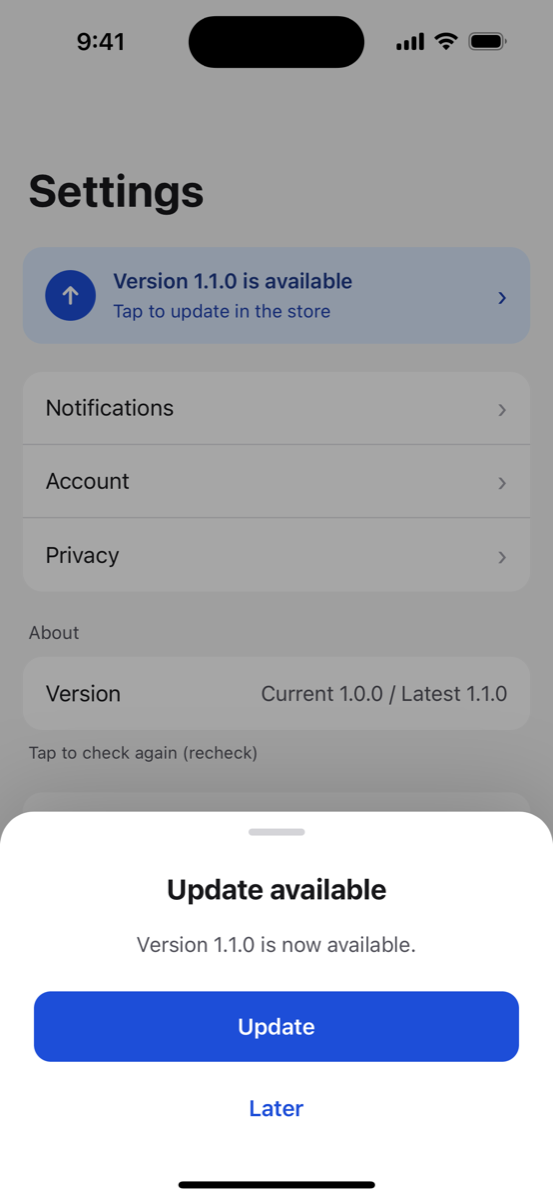 9:41
Settings
Version 1.1.0 is available
Tap to update in the store
Notifications
Account
Privacy
About
Version Current 1.0.0 / Latest 1.1.0
Tap to check again (recheck)
Update available
Version 1.1.0 is now available.
Update
Later